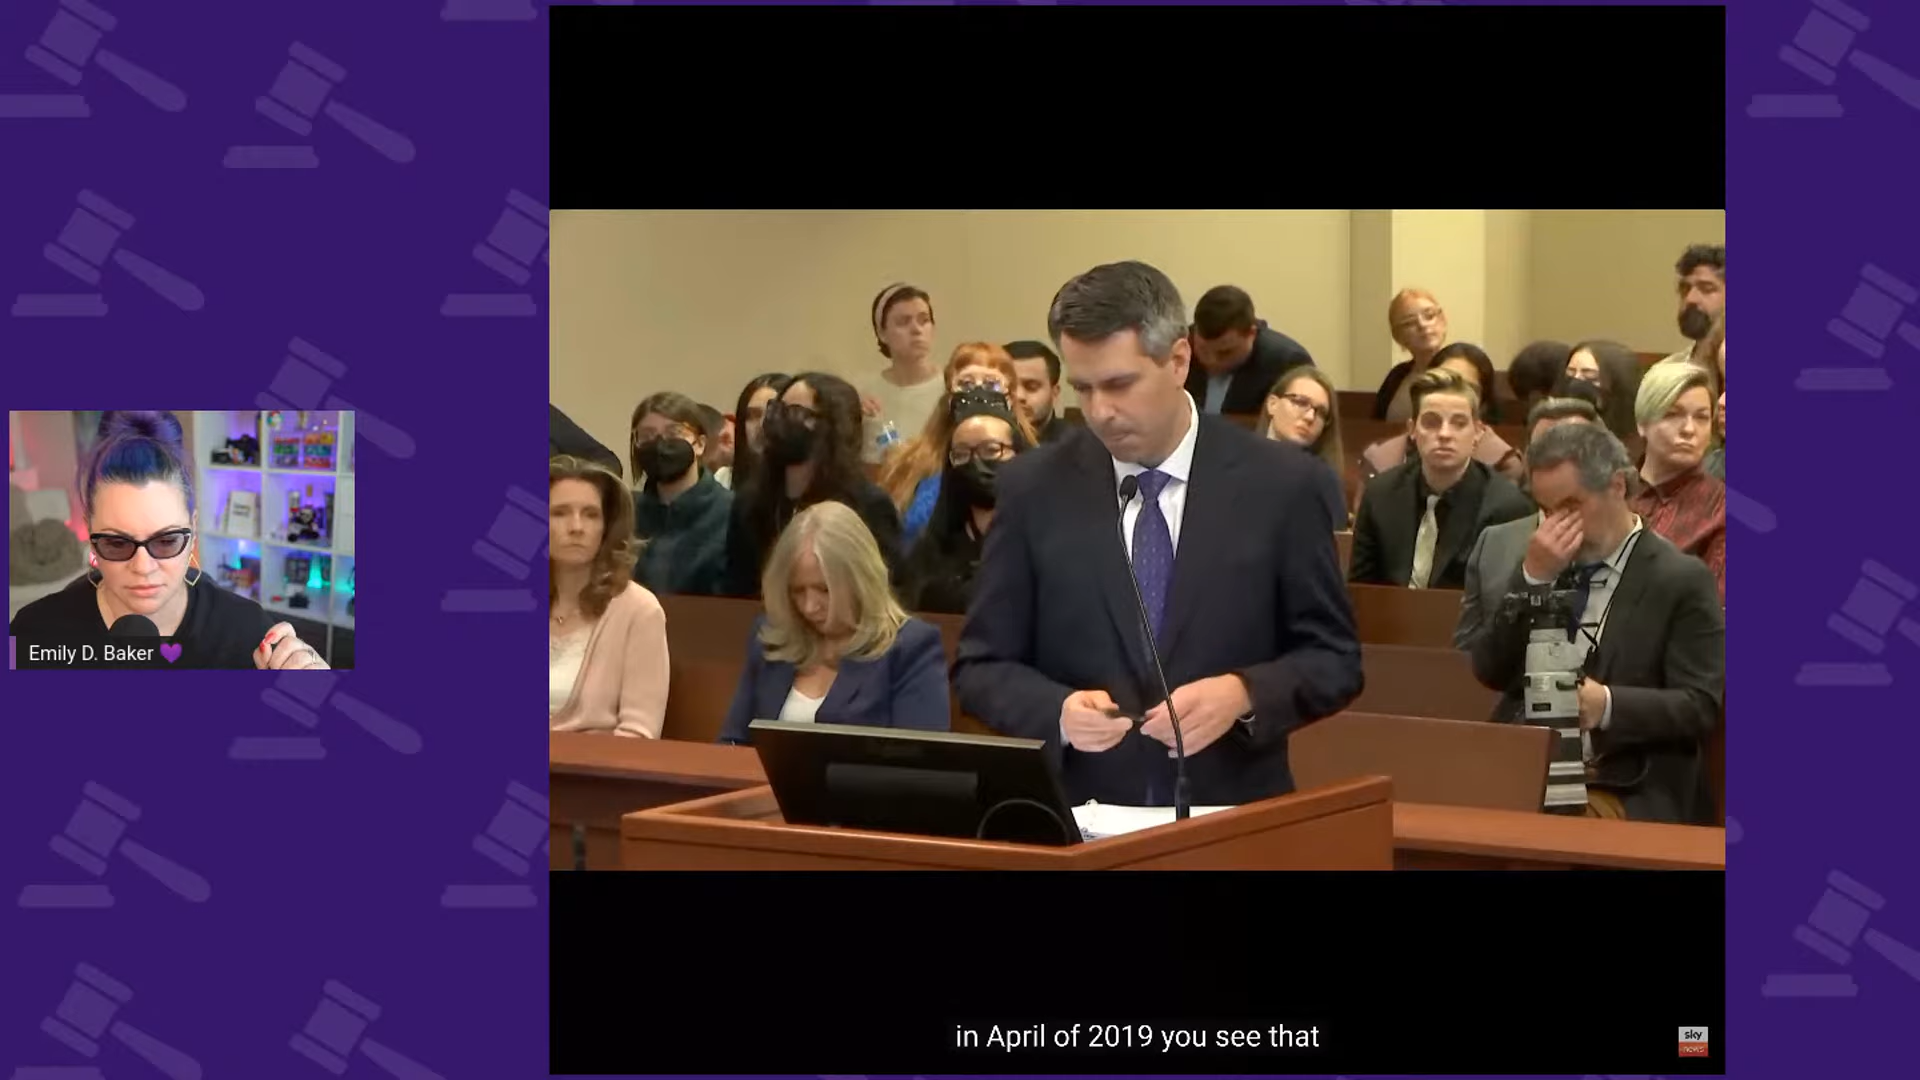 Emily D. Baker 💜
in April of 2019 you see that
sky
news